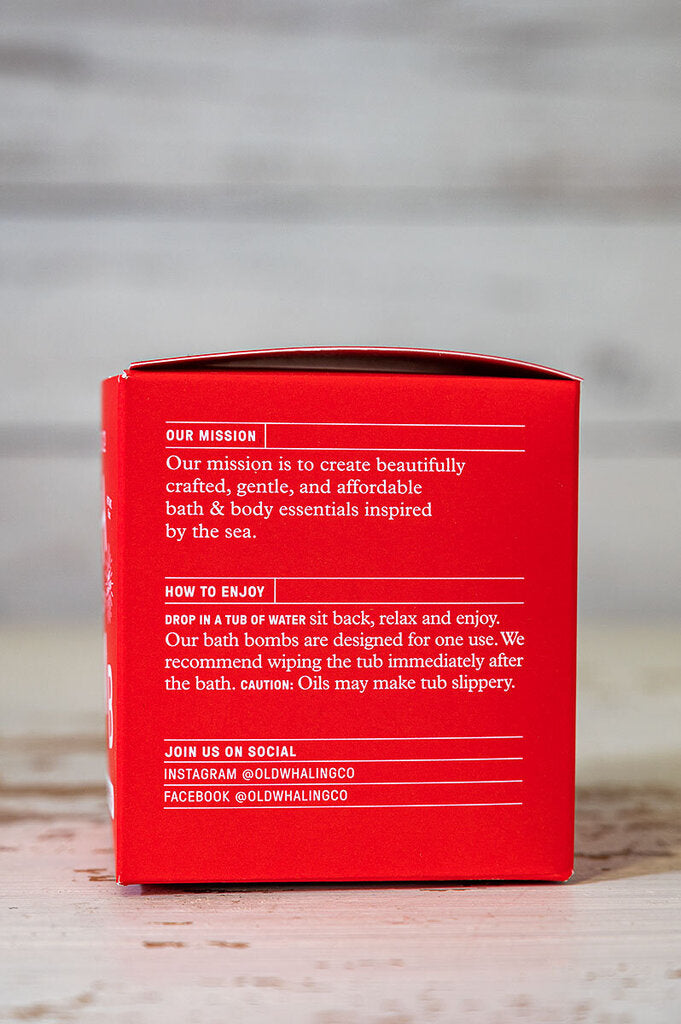 OUR MISSION
Our mission is to create beautifully
crafted, gentle, and affordable
bath & body essentials inspired
by the sea.
HOW TO ENJOY
DROP IN A TUB OF WATER sit back, relax and enjoy.
Our bath bombs are designed for one use. We
recommend wiping the tub immediately after
the bath. CAUTION: Oils may make tub slippery.
JOIN US ON SOCIAL
INSTAGRAM @OLDWHALINGCO
FACEBOOK @OLDWHALINGCO